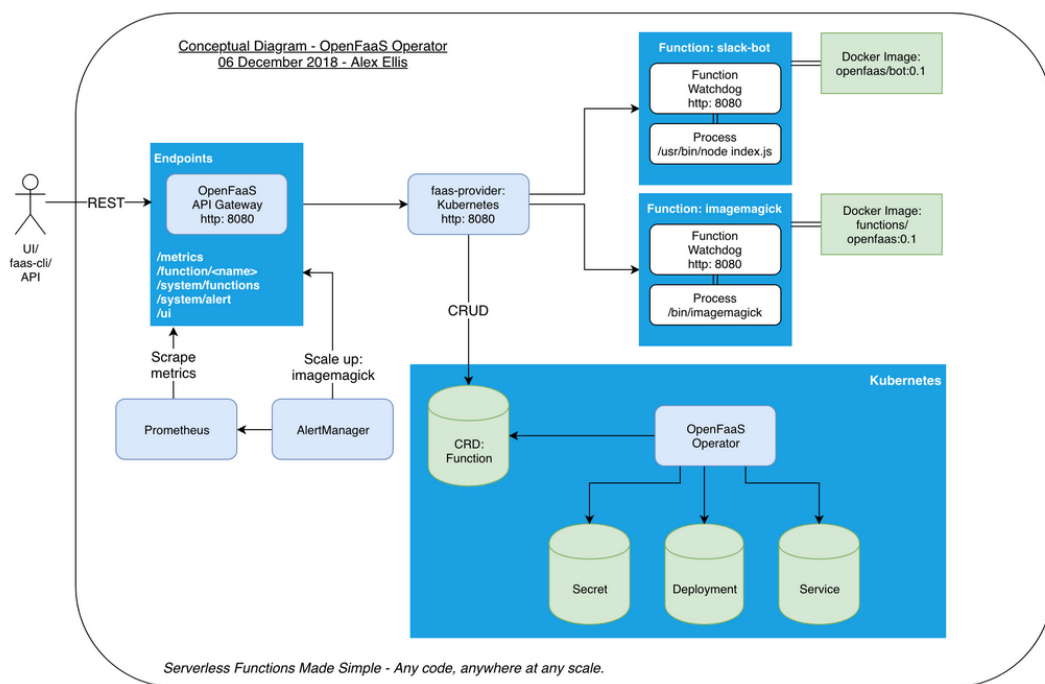 Conceptual Diagram - OpenFaaS Operator
06 December 2018 - Alex Ellis
UI/
faas-cli/
API
REST
Endpoints
OpenFaaS
API Gateway
http: 8080
/metrics
/function/<name>
/system/functions
/system/alert
/ui
Scrape
metrics
Scale up:
imagemagick
Prometheus
AlertManager
faas-provider:
Kubernetes
http: 8080
CRUD
Function: slack-bot
Function
Watchdog
http: 8080
Process
/usr/bin/node index.js
Docker Image:
openfaas/bot:0.1
Function: imagemagick
Function
Watchdog
http: 8080
Process
/bin/imagemagick
Docker Image:
functions/
openfaas:0.1
Kubernetes
CRD:
Function
OpenFaaS
Operator
Secret
Deployment
Service
Serverless Functions Made Simple - Any code, anywhere at any scale.